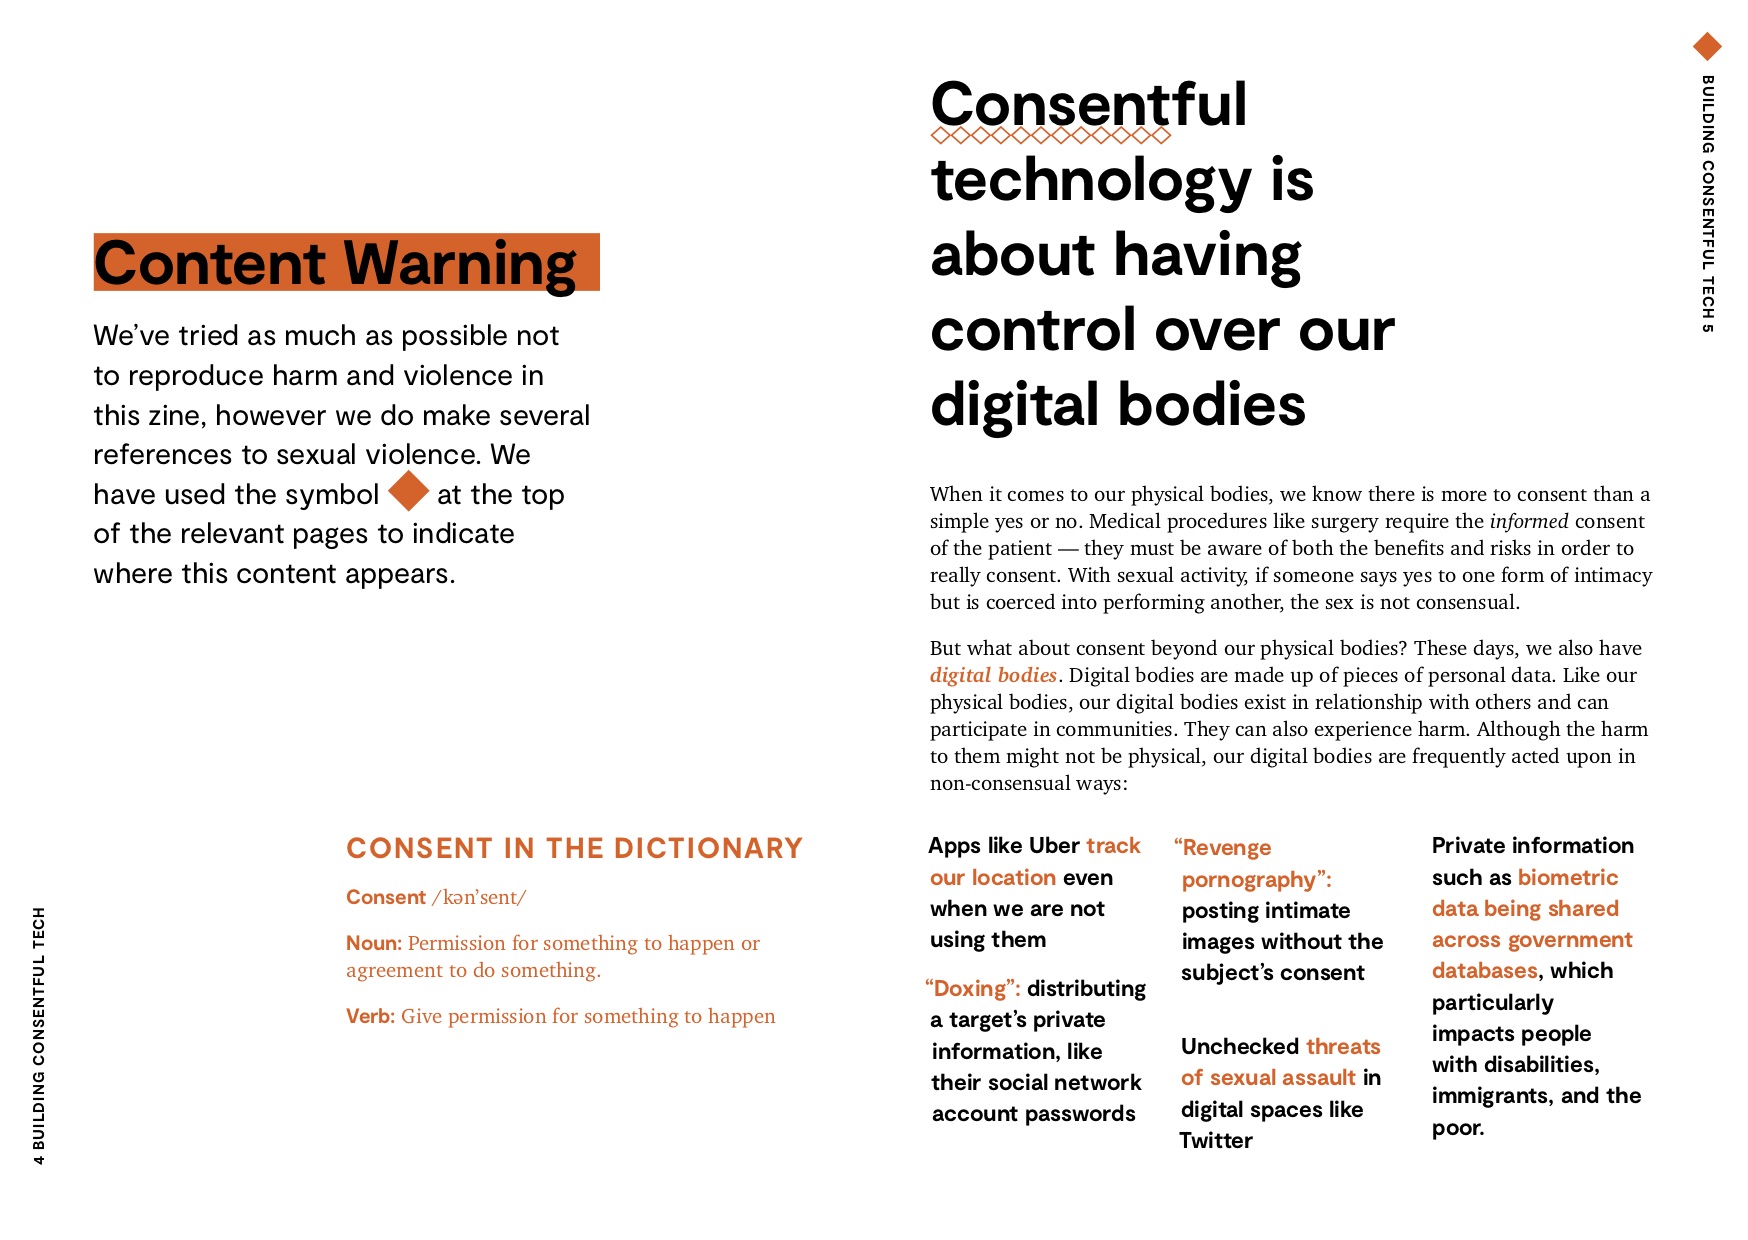 Content Warning
We’ve tried as much as possible not
to reproduce harm and violence in
this zine, however we do make several
references to sexual violence. We
have used the symbol ◆ at the top
of the relevant pages to indicate
where this content appears.
CONSENT IN THE DICTIONARY
Consent /kən’sent/
Noun: Permission for something to happen or
agreement to do something.
Verb: Give permission for something to happen
4 BUILDING CONSENTFUL TECH
BUILDING CONSENTFUL TECH 5
Consentful
technology is
about having
control over our
digital bodies
When it comes to our physical bodies, we know there is more to consent than a
simple yes or no. Medical procedures like surgery require the informed consent
of the patient — they must be aware of both the benefits and risks in order to
really consent. With sexual activity, if someone says yes to one form of intimacy
but is coerced into performing another, the sex is not consensual.
But what about consent beyond our physical bodies? These days, we also have
digital bodies. Digital bodies are made up of pieces of personal data. Like our
physical bodies, our digital bodies exist in relationship with others and can
participate in communities. They can also experience harm. Although the harm
to them might not be physical, our digital bodies are frequently acted upon in
non-consensual ways:
Apps like Uber track
our location even
when we are not
using them
“Doxing”: distributing
a target’s private
information, like
their social network
account passwords
“Revenge
pornography”:
posting intimate
images without the
subject’s consent
Unchecked threats
of sexual assault in
digital spaces like
Twitter
Private information
such as biometric
data being shared
across government
databases, which
particularly
impacts people
with disabilities,
immigrants, and the
poor.